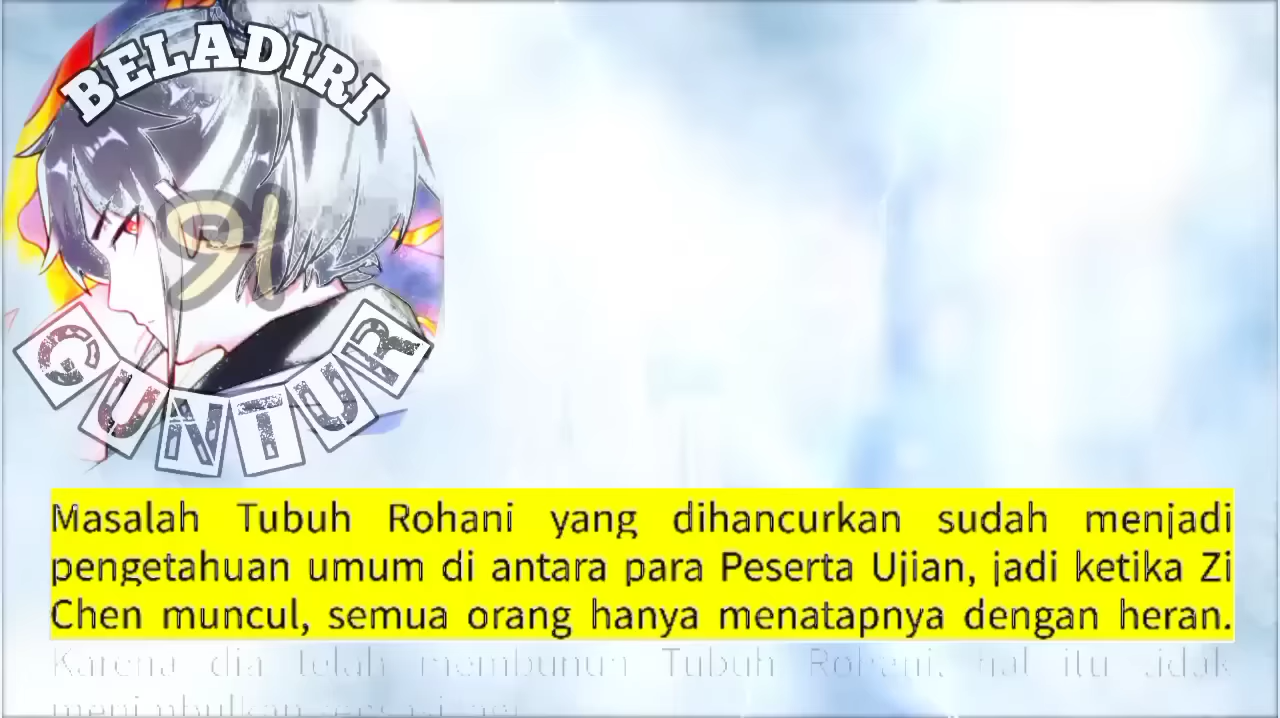 BELADIRI
91
GUNTUR
Masalah Tubuh Rohani yang dihancurkan sudah menjadi
pengetahuan umum di antara para Peserta Ujian, jadi ketika Zi
Chen muncul, semua orang hanya menatapnya dengan heran.
Karena dia telah membunuh Tubuh Rohani, hal itu tidak